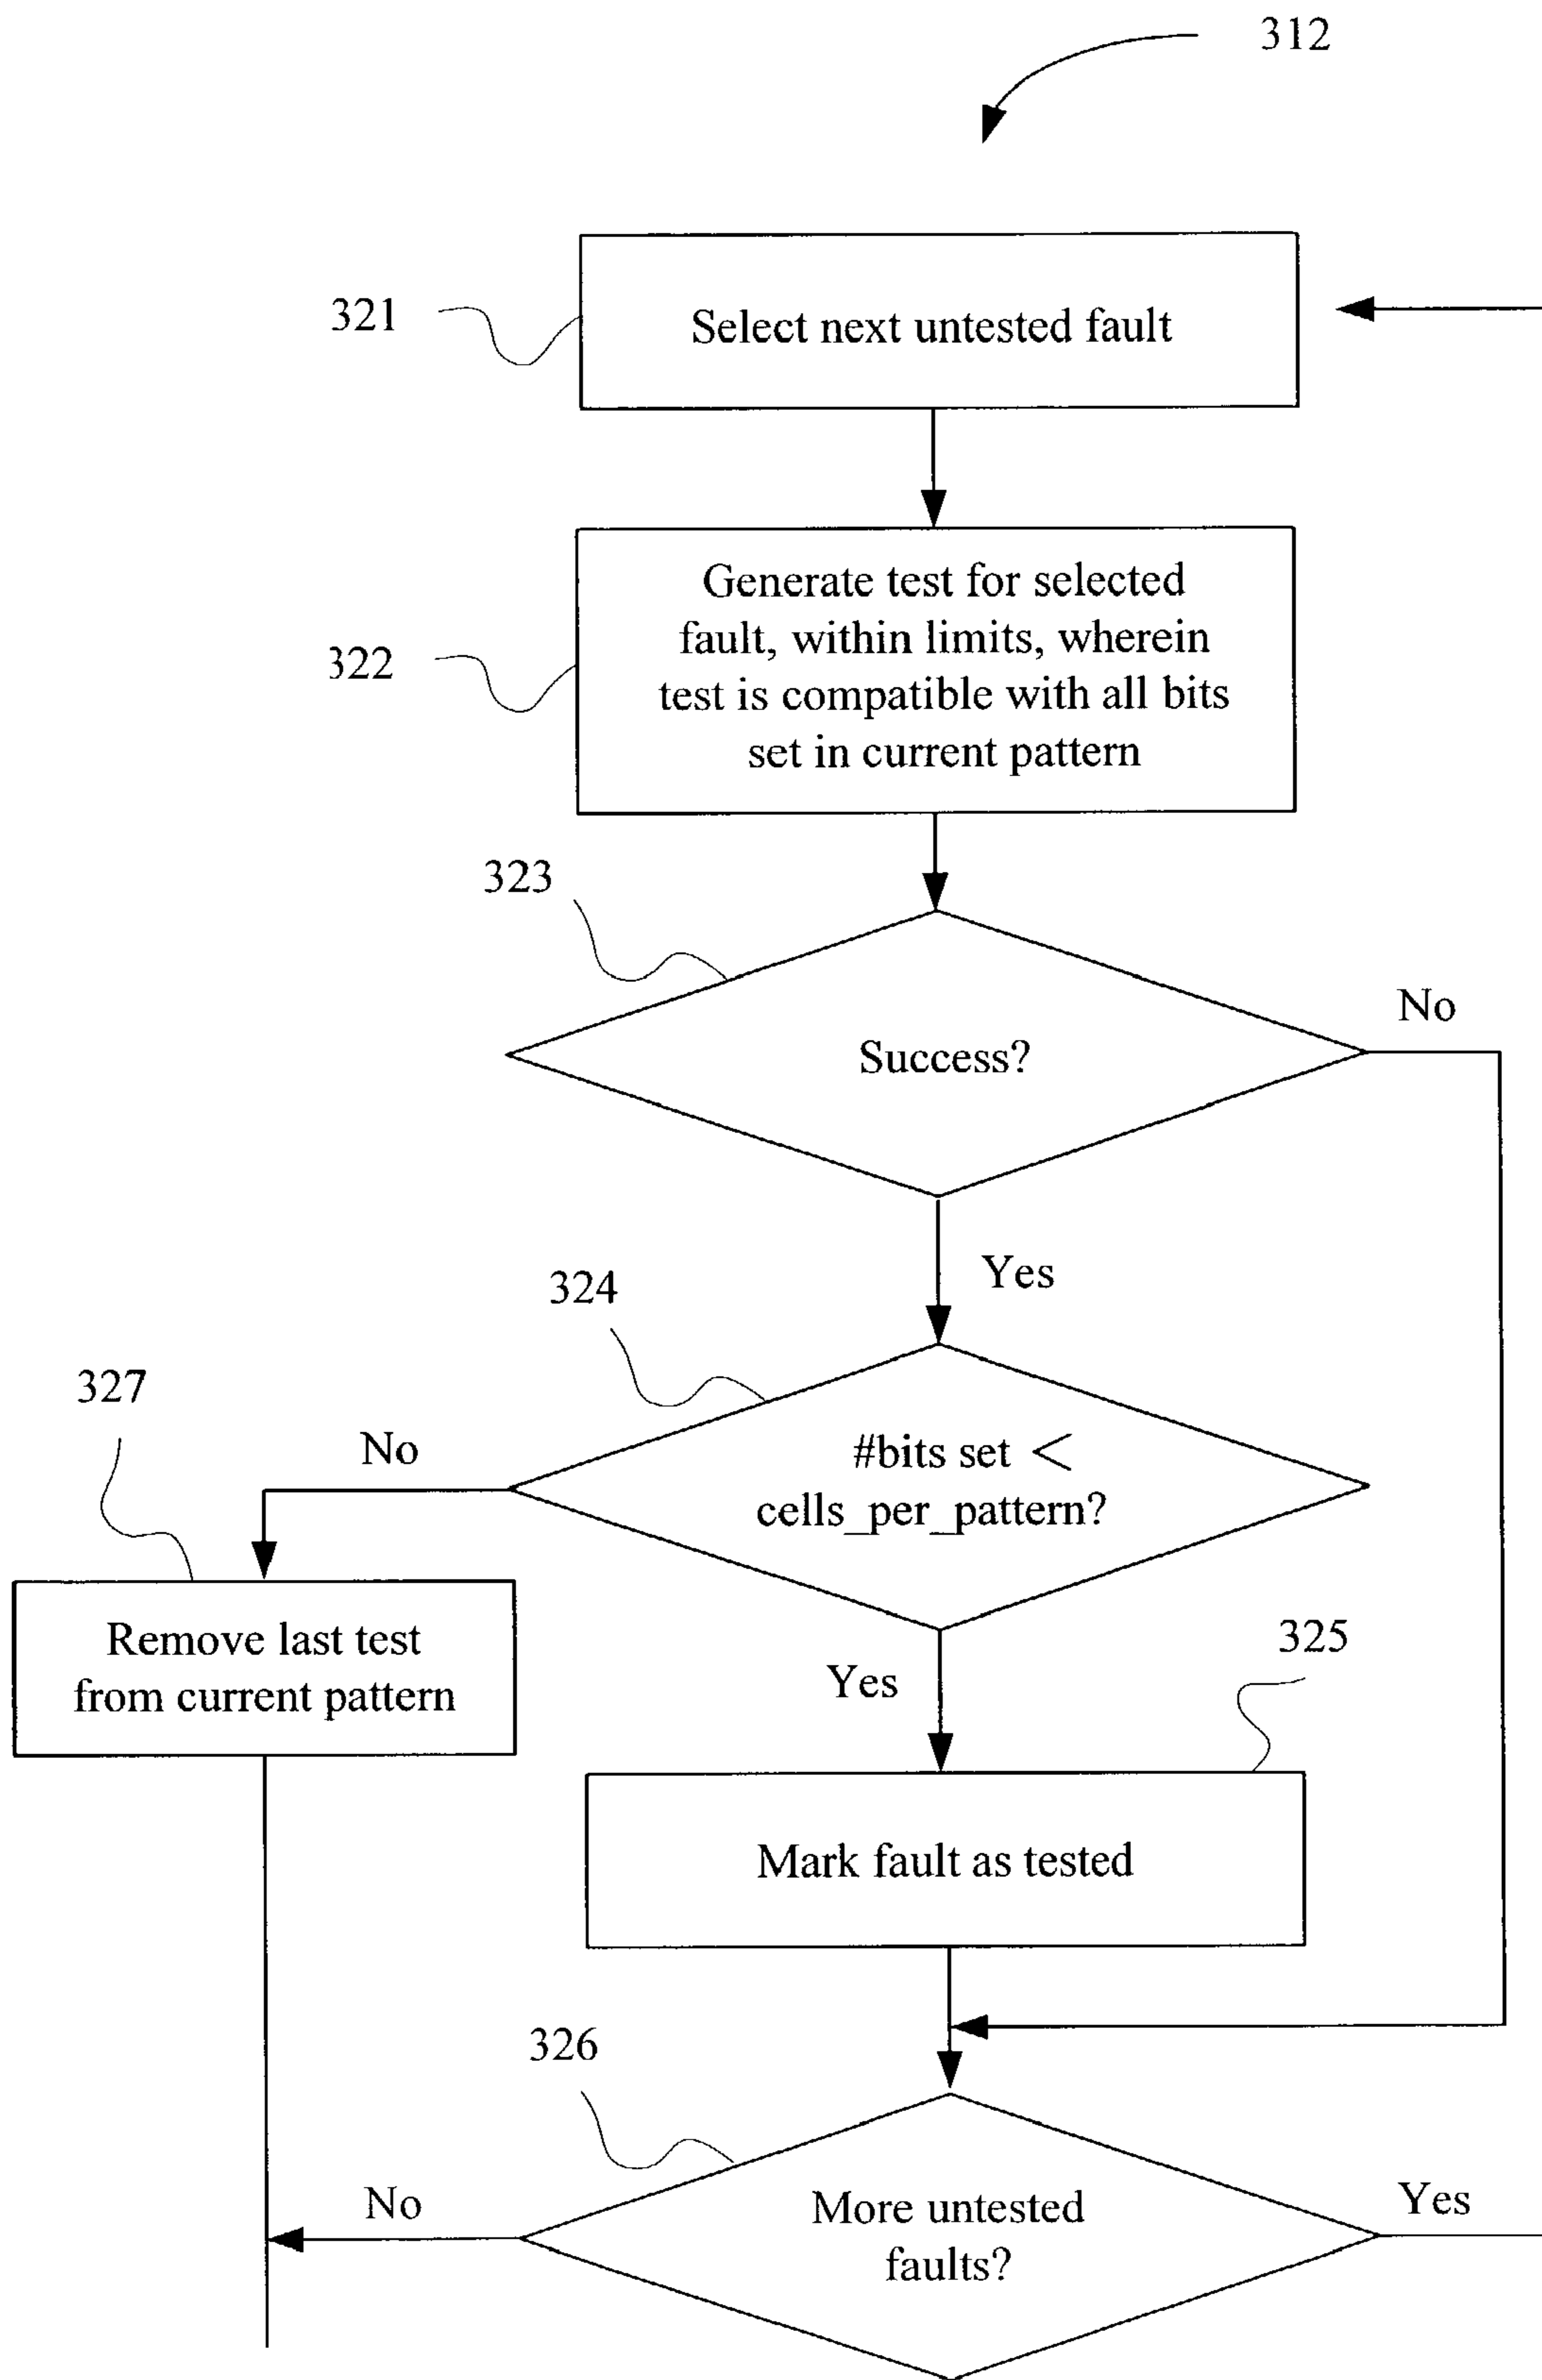 312
321
Select next untested fault
322
Generate test for selected
fault, within limits, wherein
test is compatible with all bits
set in current pattern
323
Success?
No
Yes
324
#bits set <
cells_per_pattern?
No
327
Remove last test
from current pattern
Yes
325
Mark fault as tested
326
More untested
faults?
No
Yes